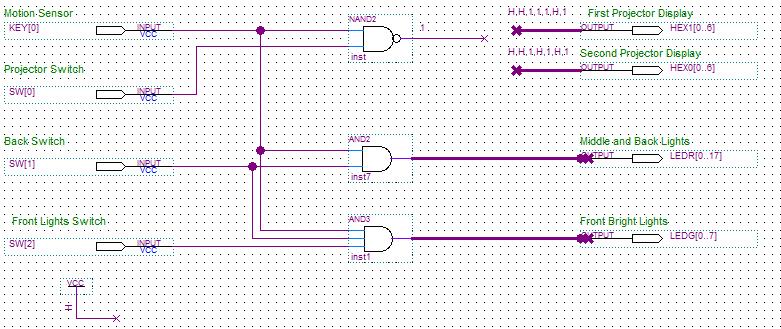 Motion Sensor
KEY[0]
INPUT
VCC
NAND2
inst
1
H,H,1,1,1,H,1
First Projector Display
OUTPUT
HEX1[0..6]
H,H,1,H,1,H,1
Second Projector Display
OUTPUT
HEX0[0..6]
Projector Switch
SW[0]
INPUT
VCC
Back Switch
SW[1]
INPUT
VCC
AND2
inst7
Middle and Back Lights
OUTPUT
LEDR[0..17]
Front Lights Switch
SW[2]
INPUT
VCC
AND3
inst1
Front Bright Lights
OUTPUT
LEDG[0..7]
VCC
H